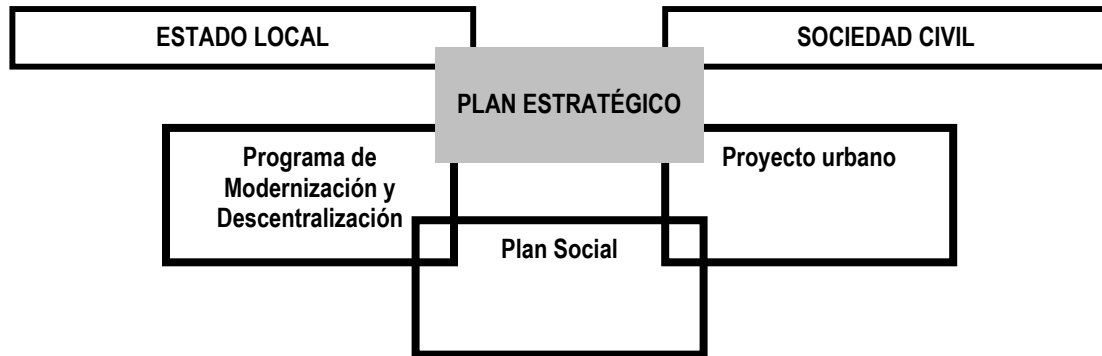 ESTADO LOCAL
SOCIEDAD CIVIL
PLAN ESTRATÉGICO
Programa de
Modernización y
Descentralización
Proyecto urbano
Plan Social